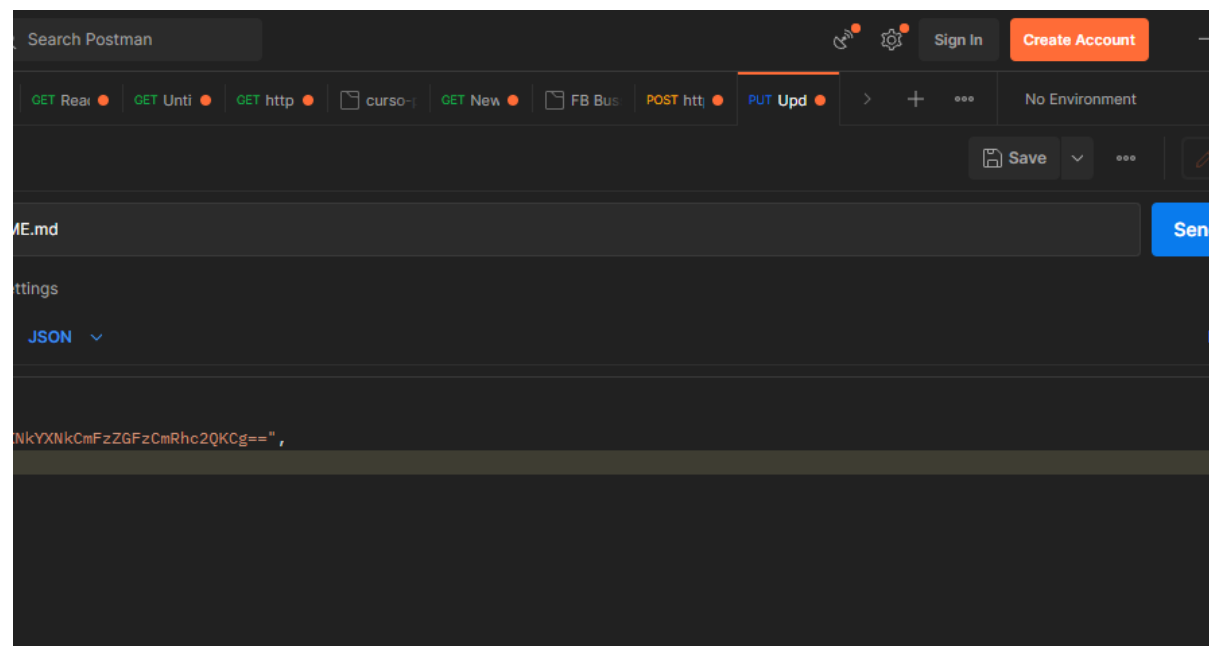 Search Postman
Sign In
Create Account
GET Rea
GET Unti
GET http
curso-
GET New
FB Bus
POST htt
PUT Upd
No Environment
Save
ME.md
Sen
ttings
JSON
NkYXNkCmFzZGFzCmRhc2QKCg==",